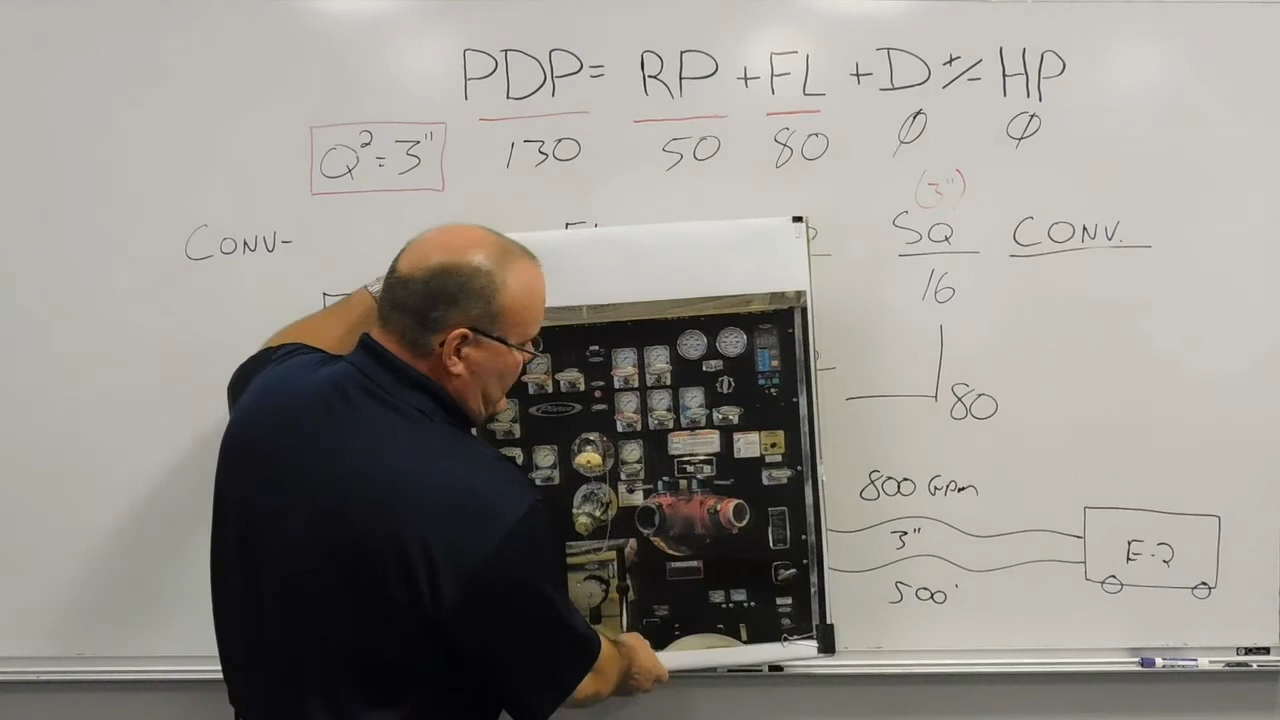 PDP= RP + FL + D +/- HP
Q²=3" 130 50 80 Ø Ø
(3")
CONV- SQ CONV.
16
80
800 GPM
3" E-2
500'
Pierce